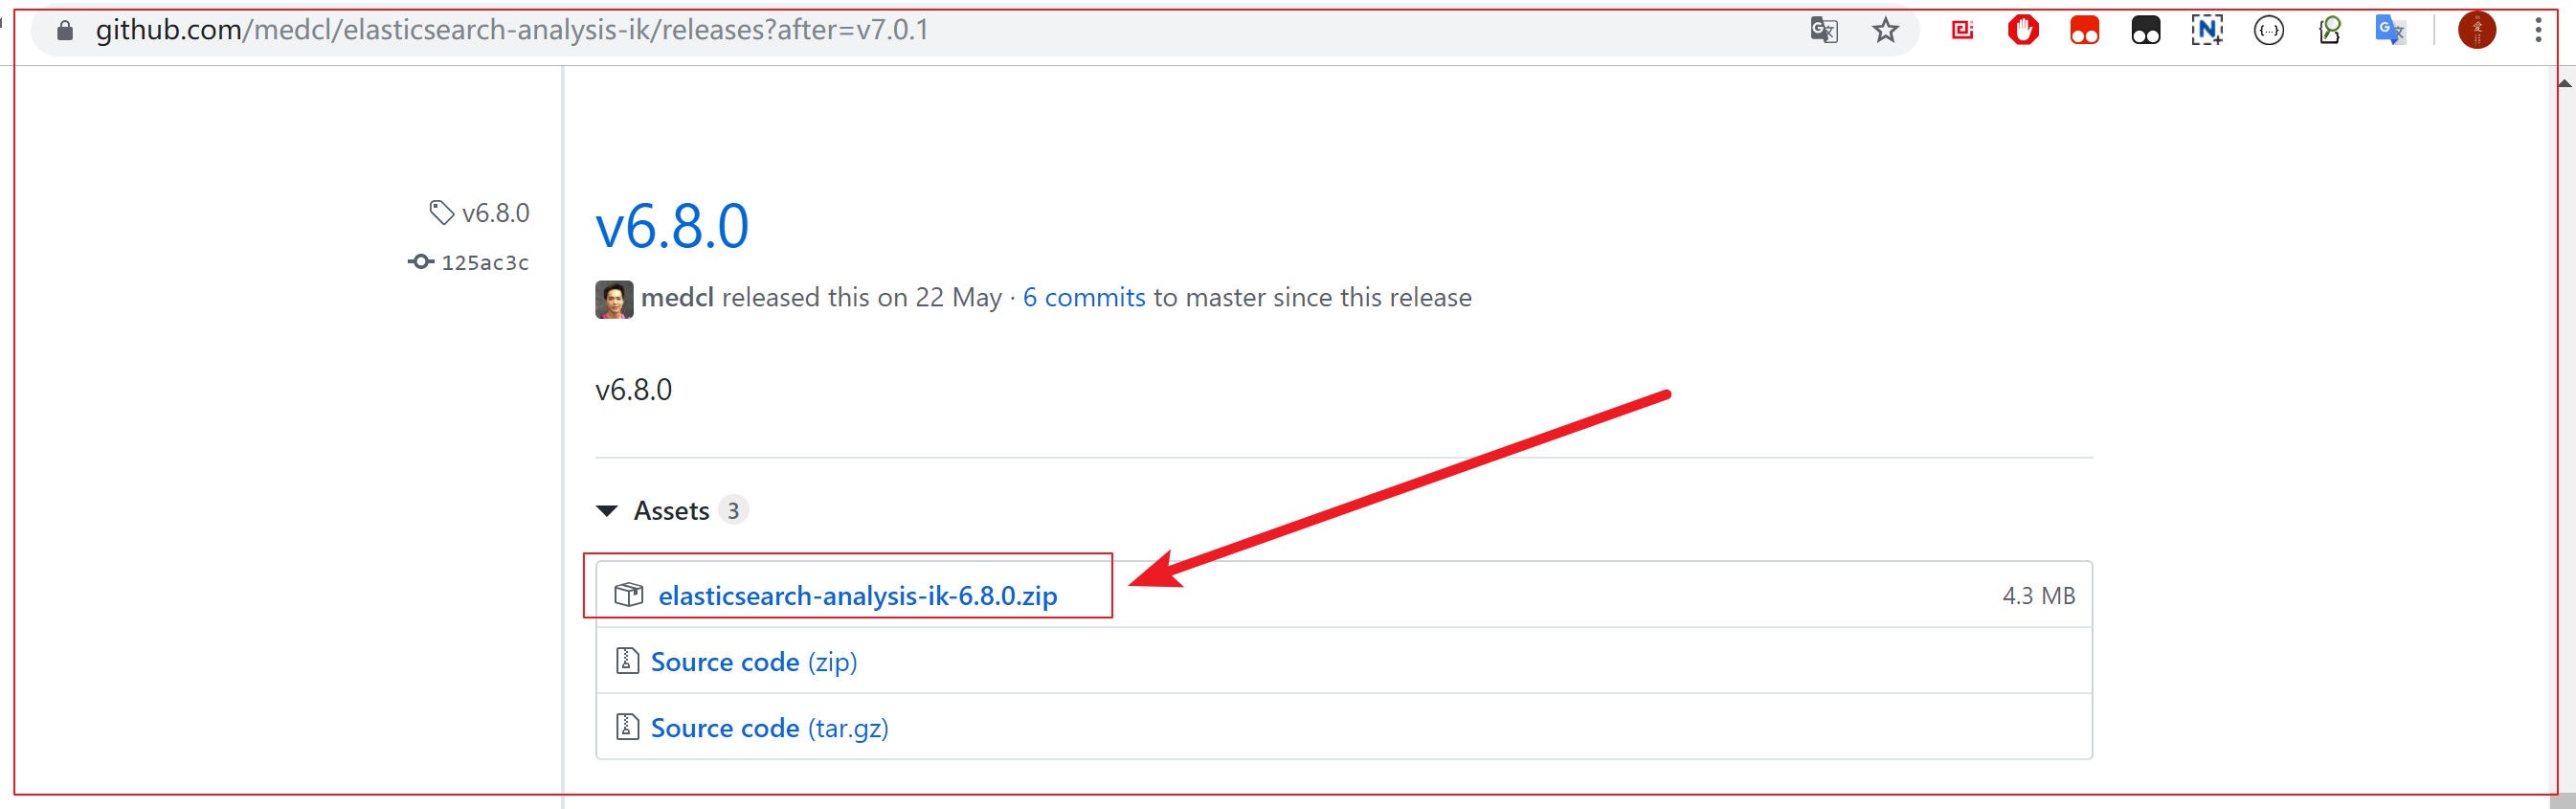 github.com/medcl/elasticsearch-analysis-ik/releases?after=v7.0.1
v6.8.0
125ac3c
v6.8.0
medcl released this on 22 May · 6 commits to master since this release
v6.8.0
Assets 3
elasticsearch-analysis-ik-6.8.0.zip 4.3 MB
Source code (zip)
Source code (tar.gz)